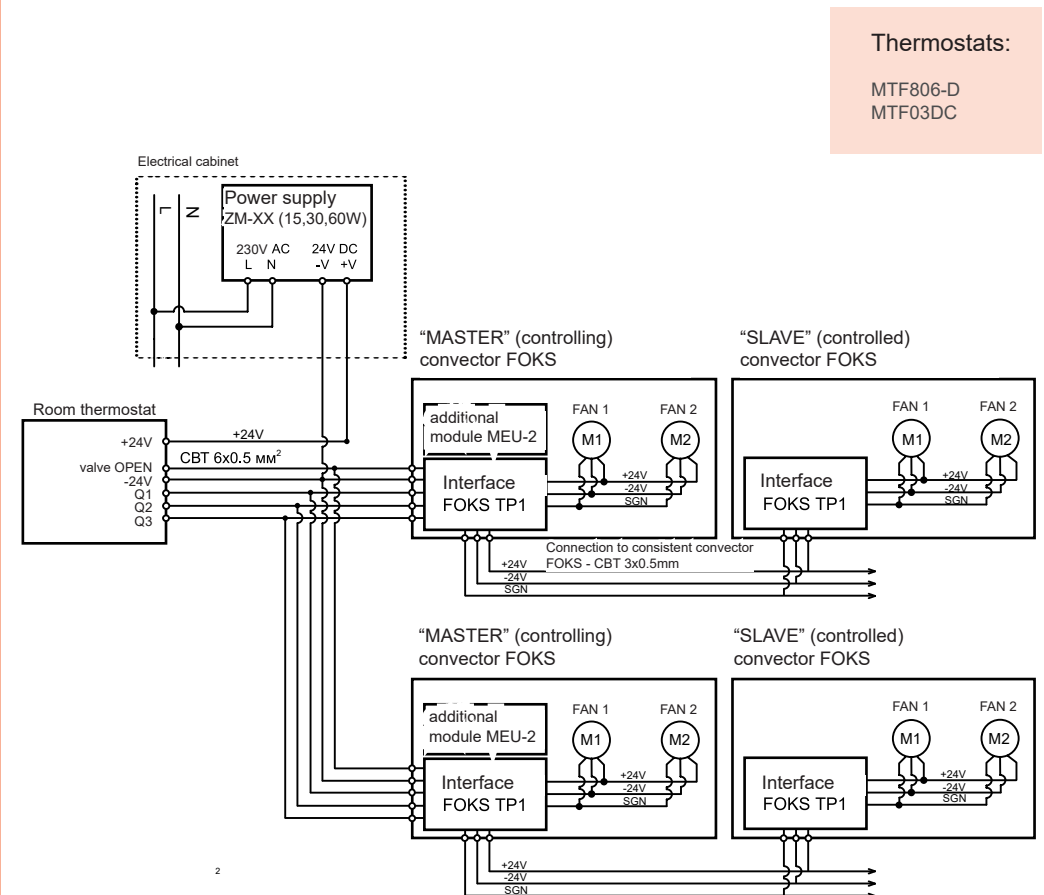 Thermostats:
MTF806-D
MTF03DC
Electrical cabinet
L
N
Power supply
ZM-XX (15,30,60W)
230V AC 24V DC
L N -V +V
"MASTER" (controlling)
convector FOKS
"SLAVE" (controlled)
convector FOKS
Room thermostat
+24V
valve OPEN
-24V
Q1
Q2
Q3
+24V
СВТ 6x0.5 мм²
additional
module MEU-2
Interface
FOKS TP1
FAN 1
FAN 2
M1
M2
+24V
-24V
SGN
Interface
FOKS TP1
FAN 1
FAN 2
M1
M2
+24V
-24V
SGN
Connection to consistent convector
FOKS - CBT 3x0.5mm
+24V
-24V
SGN
"MASTER" (controlling)
convector FOKS
"SLAVE" (controlled)
convector FOKS
additional
module MEU-2
Interface
FOKS TP1
FAN 1
FAN 2
M1
M2
+24V
-24V
SGN
Interface
FOKS TP1
FAN 1
FAN 2
M1
M2
+24V
-24V
SGN
+24V
-24V
SGN
2